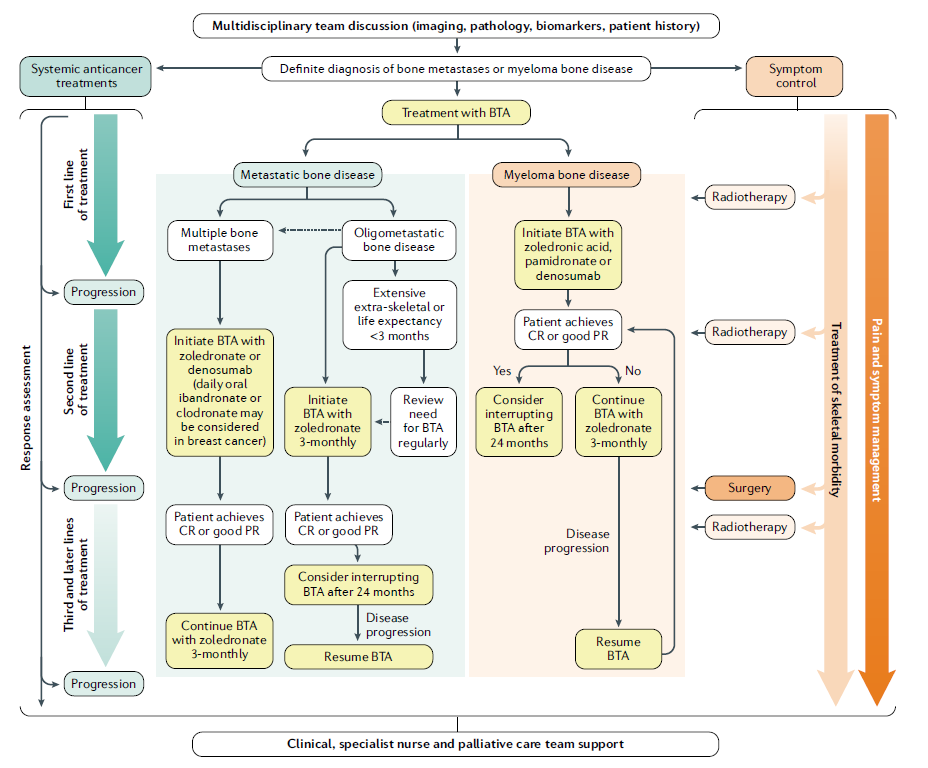 Multidisciplinary team discussion (imaging, pathology, biomarkers, patient history)
Systemic anticancer
treatments
Definite diagnosis of bone metastases or myeloma bone disease
Symptom
control
Treatment with BTA
Metastatic bone disease
Myeloma bone disease
First line
of treatment
Progression
Second line
of treatment
Progression
Third and later lines
of treatment
Progression
Response assessment
Multiple bone
metastases
Oligometastatic
bone disease
Extensive
extra-skeletal or
life expectancy
<3 months
Initiate BTA with
zoledronate or
denosumab
(daily oral
ibandronate or
clodronate may
be considered
in breast cancer)
Initiate
BTA with
zoledronate
3-monthly
Review
need
for BTA
regularly
Patient achieves
CR or good PR
Patient achieves
CR or good PR
Consider interrupting
BTA after 24 months
Disease
progression
Continue BTA
with zoledronate
3-monthly
Resume BTA
Initiate BTA with
zoledronic acid,
pamidronate or
denosumab
Patient achieves
CR or good PR
Yes
No
Consider
interrupting
BTA after
24 months
Continue
BTA with
zoledronate
3-monthly
Disease
progression
Resume
BTA
Radiotherapy
Radiotherapy
Surgery
Radiotherapy
Treatment of skeletal morbidity
Pain and symptom management
Clinical, specialist nurse and palliative care team support